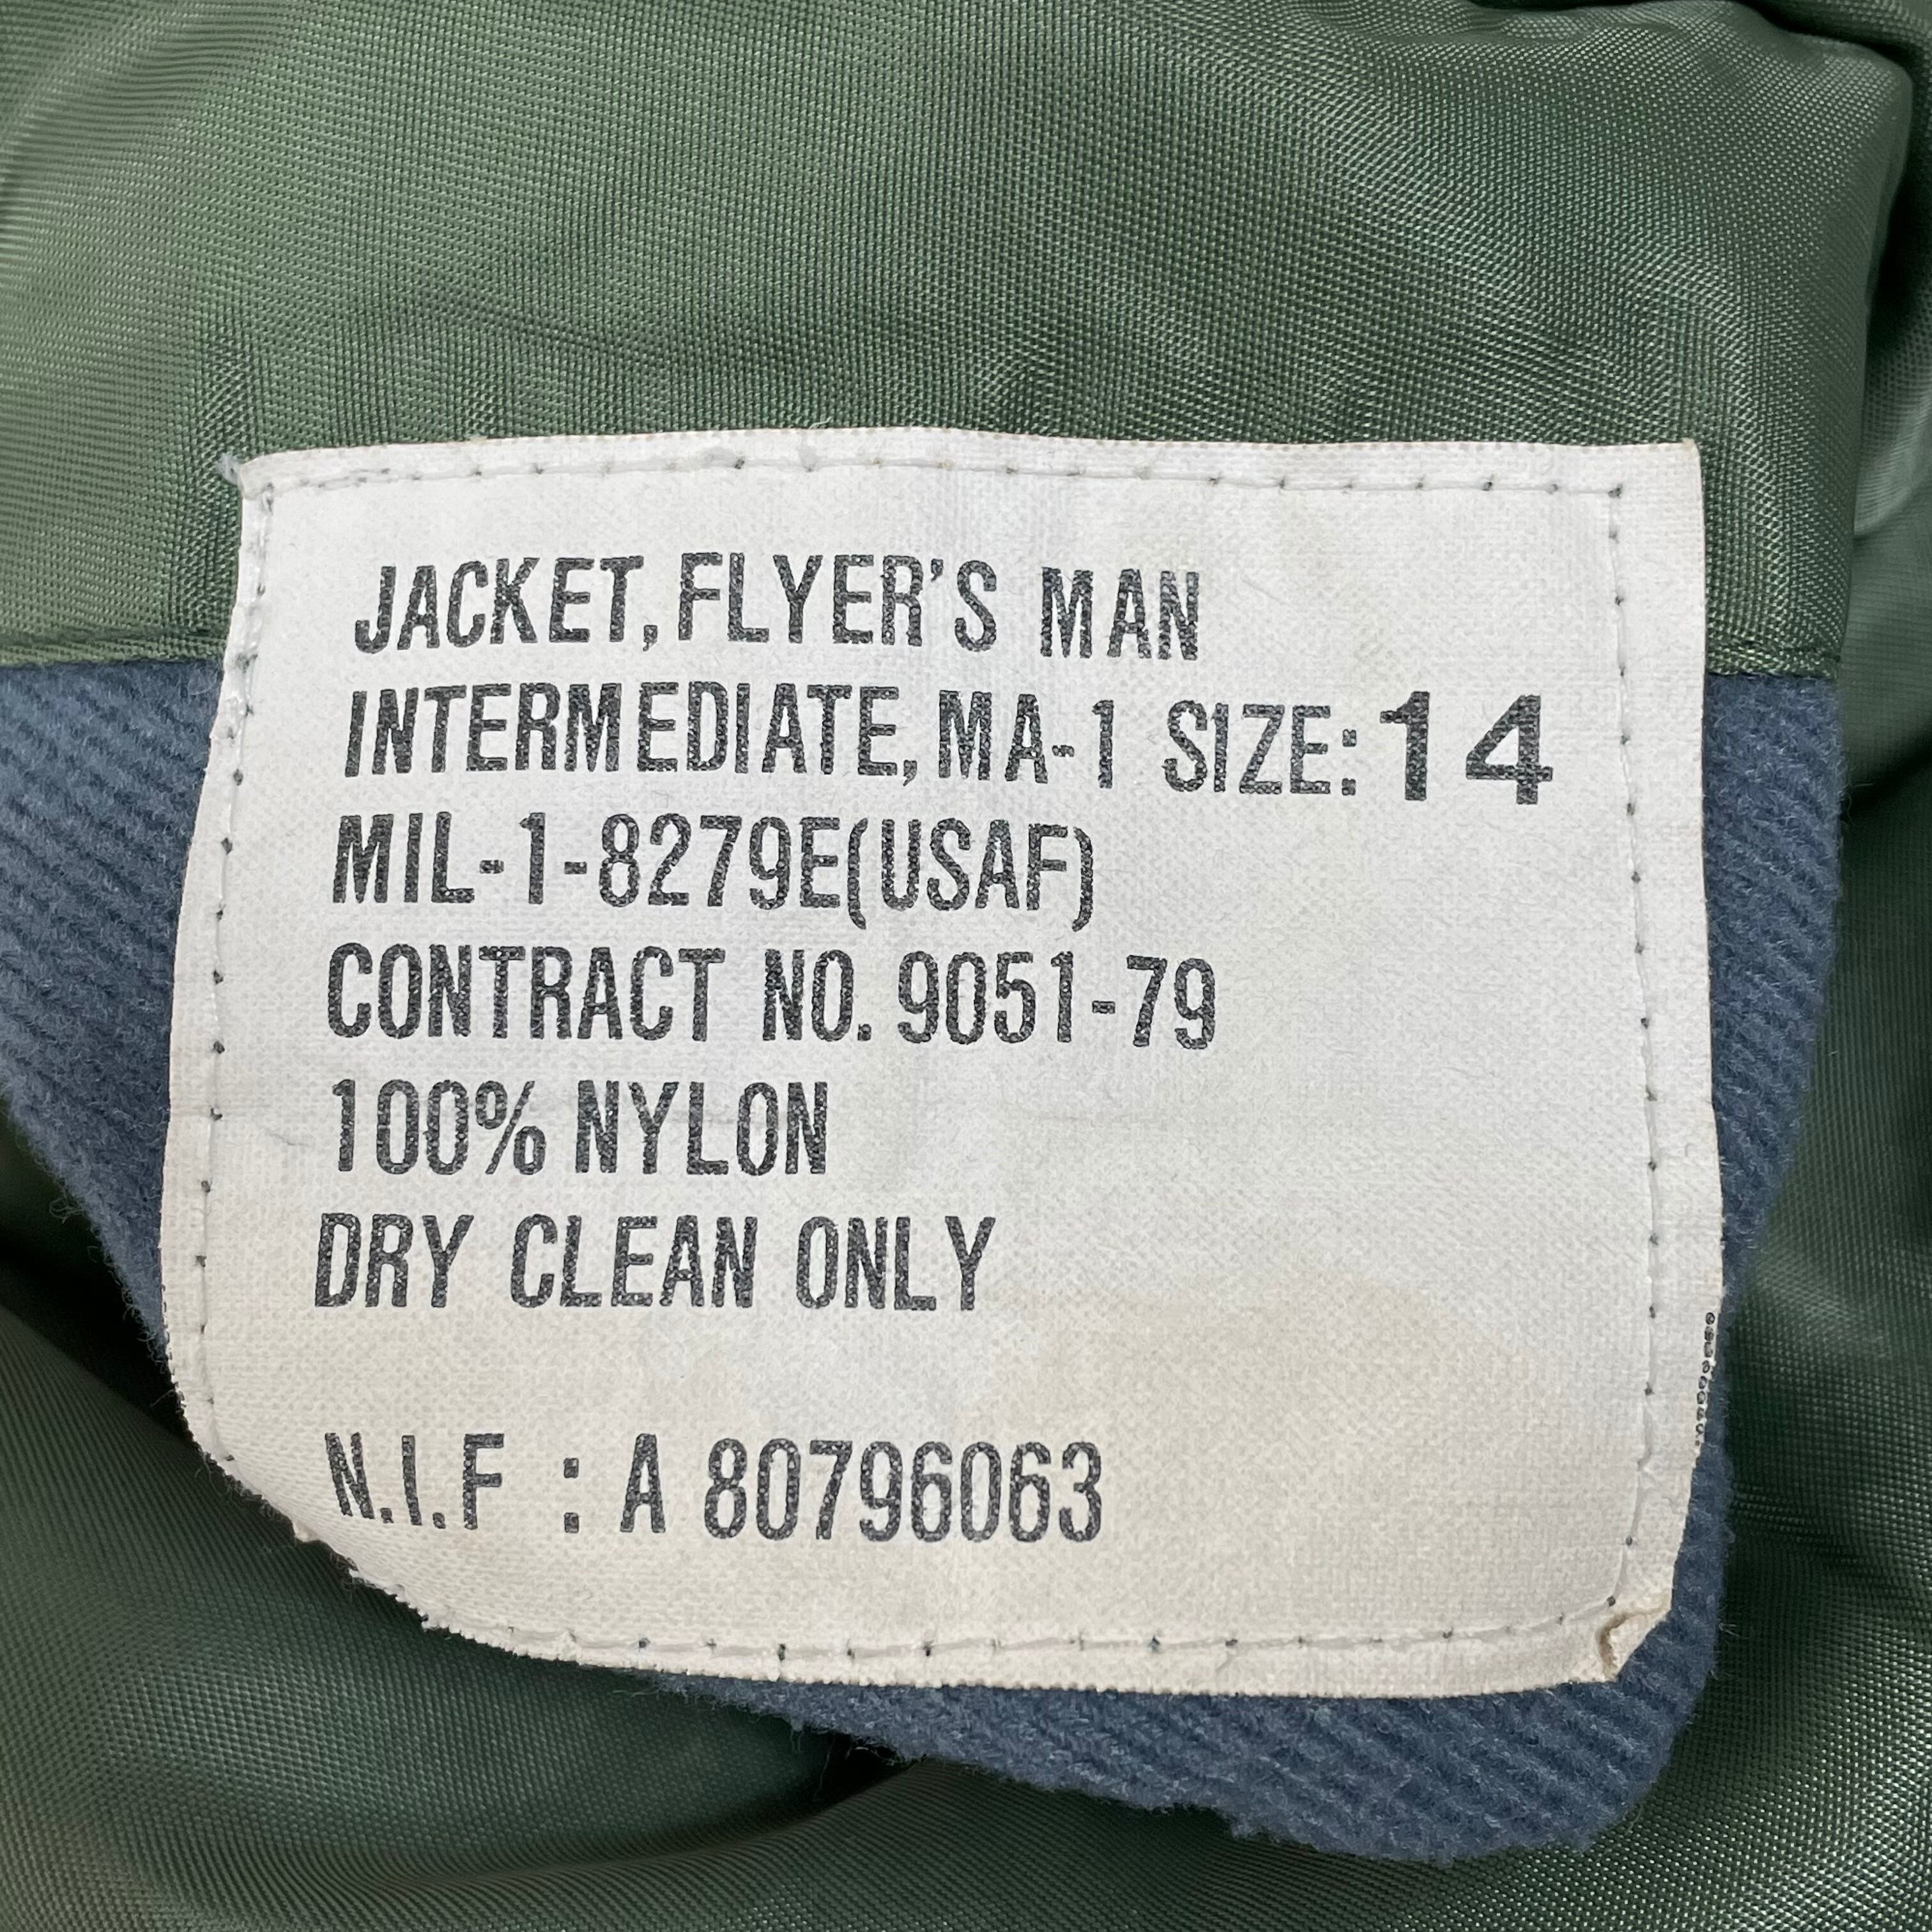 JACKET, FLYER'S MAN
INTERMEDIATE, MA-1 SIZE: 14
MIL-1-8279E(USAF)
CONTRACT NO. 9051-79
100% NYLON
DRY CLEAN ONLY
N.I.F : A 80796063